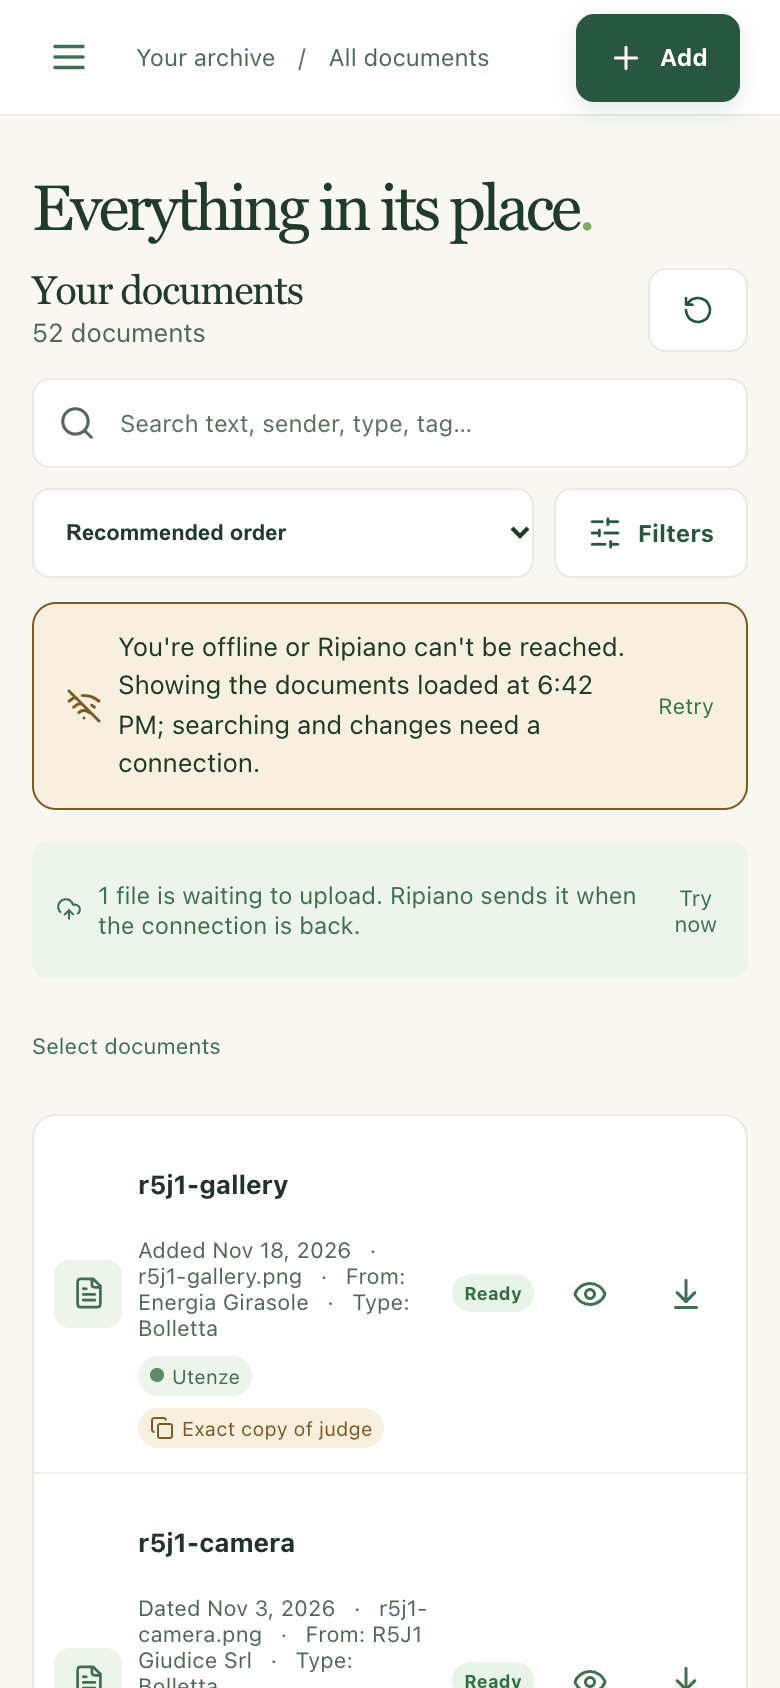 Your archive / All documents
Add
Everything in its place.
Your documents
52 documents
Search text, sender, type, tag...
Recommended order
Filters
You're offline or Ripiano can't be reached.
Showing the documents loaded at 6:42
PM; searching and changes need a
connection.
Retry
1 file is waiting to upload. Ripiano sends it when
the connection is back.
Try
now
Select documents
r5j1-gallery
Added Nov 18, 2026 ·
r5j1-gallery.png · From:
Energia Girasole · Type:
Bolletta
Ready
Utenze
Exact copy of judge
r5j1-camera
Dated Nov 3, 2026 · r5j1-
camera.png · From: R5J1
Giudice Srl · Type:
Bolletta
Ready